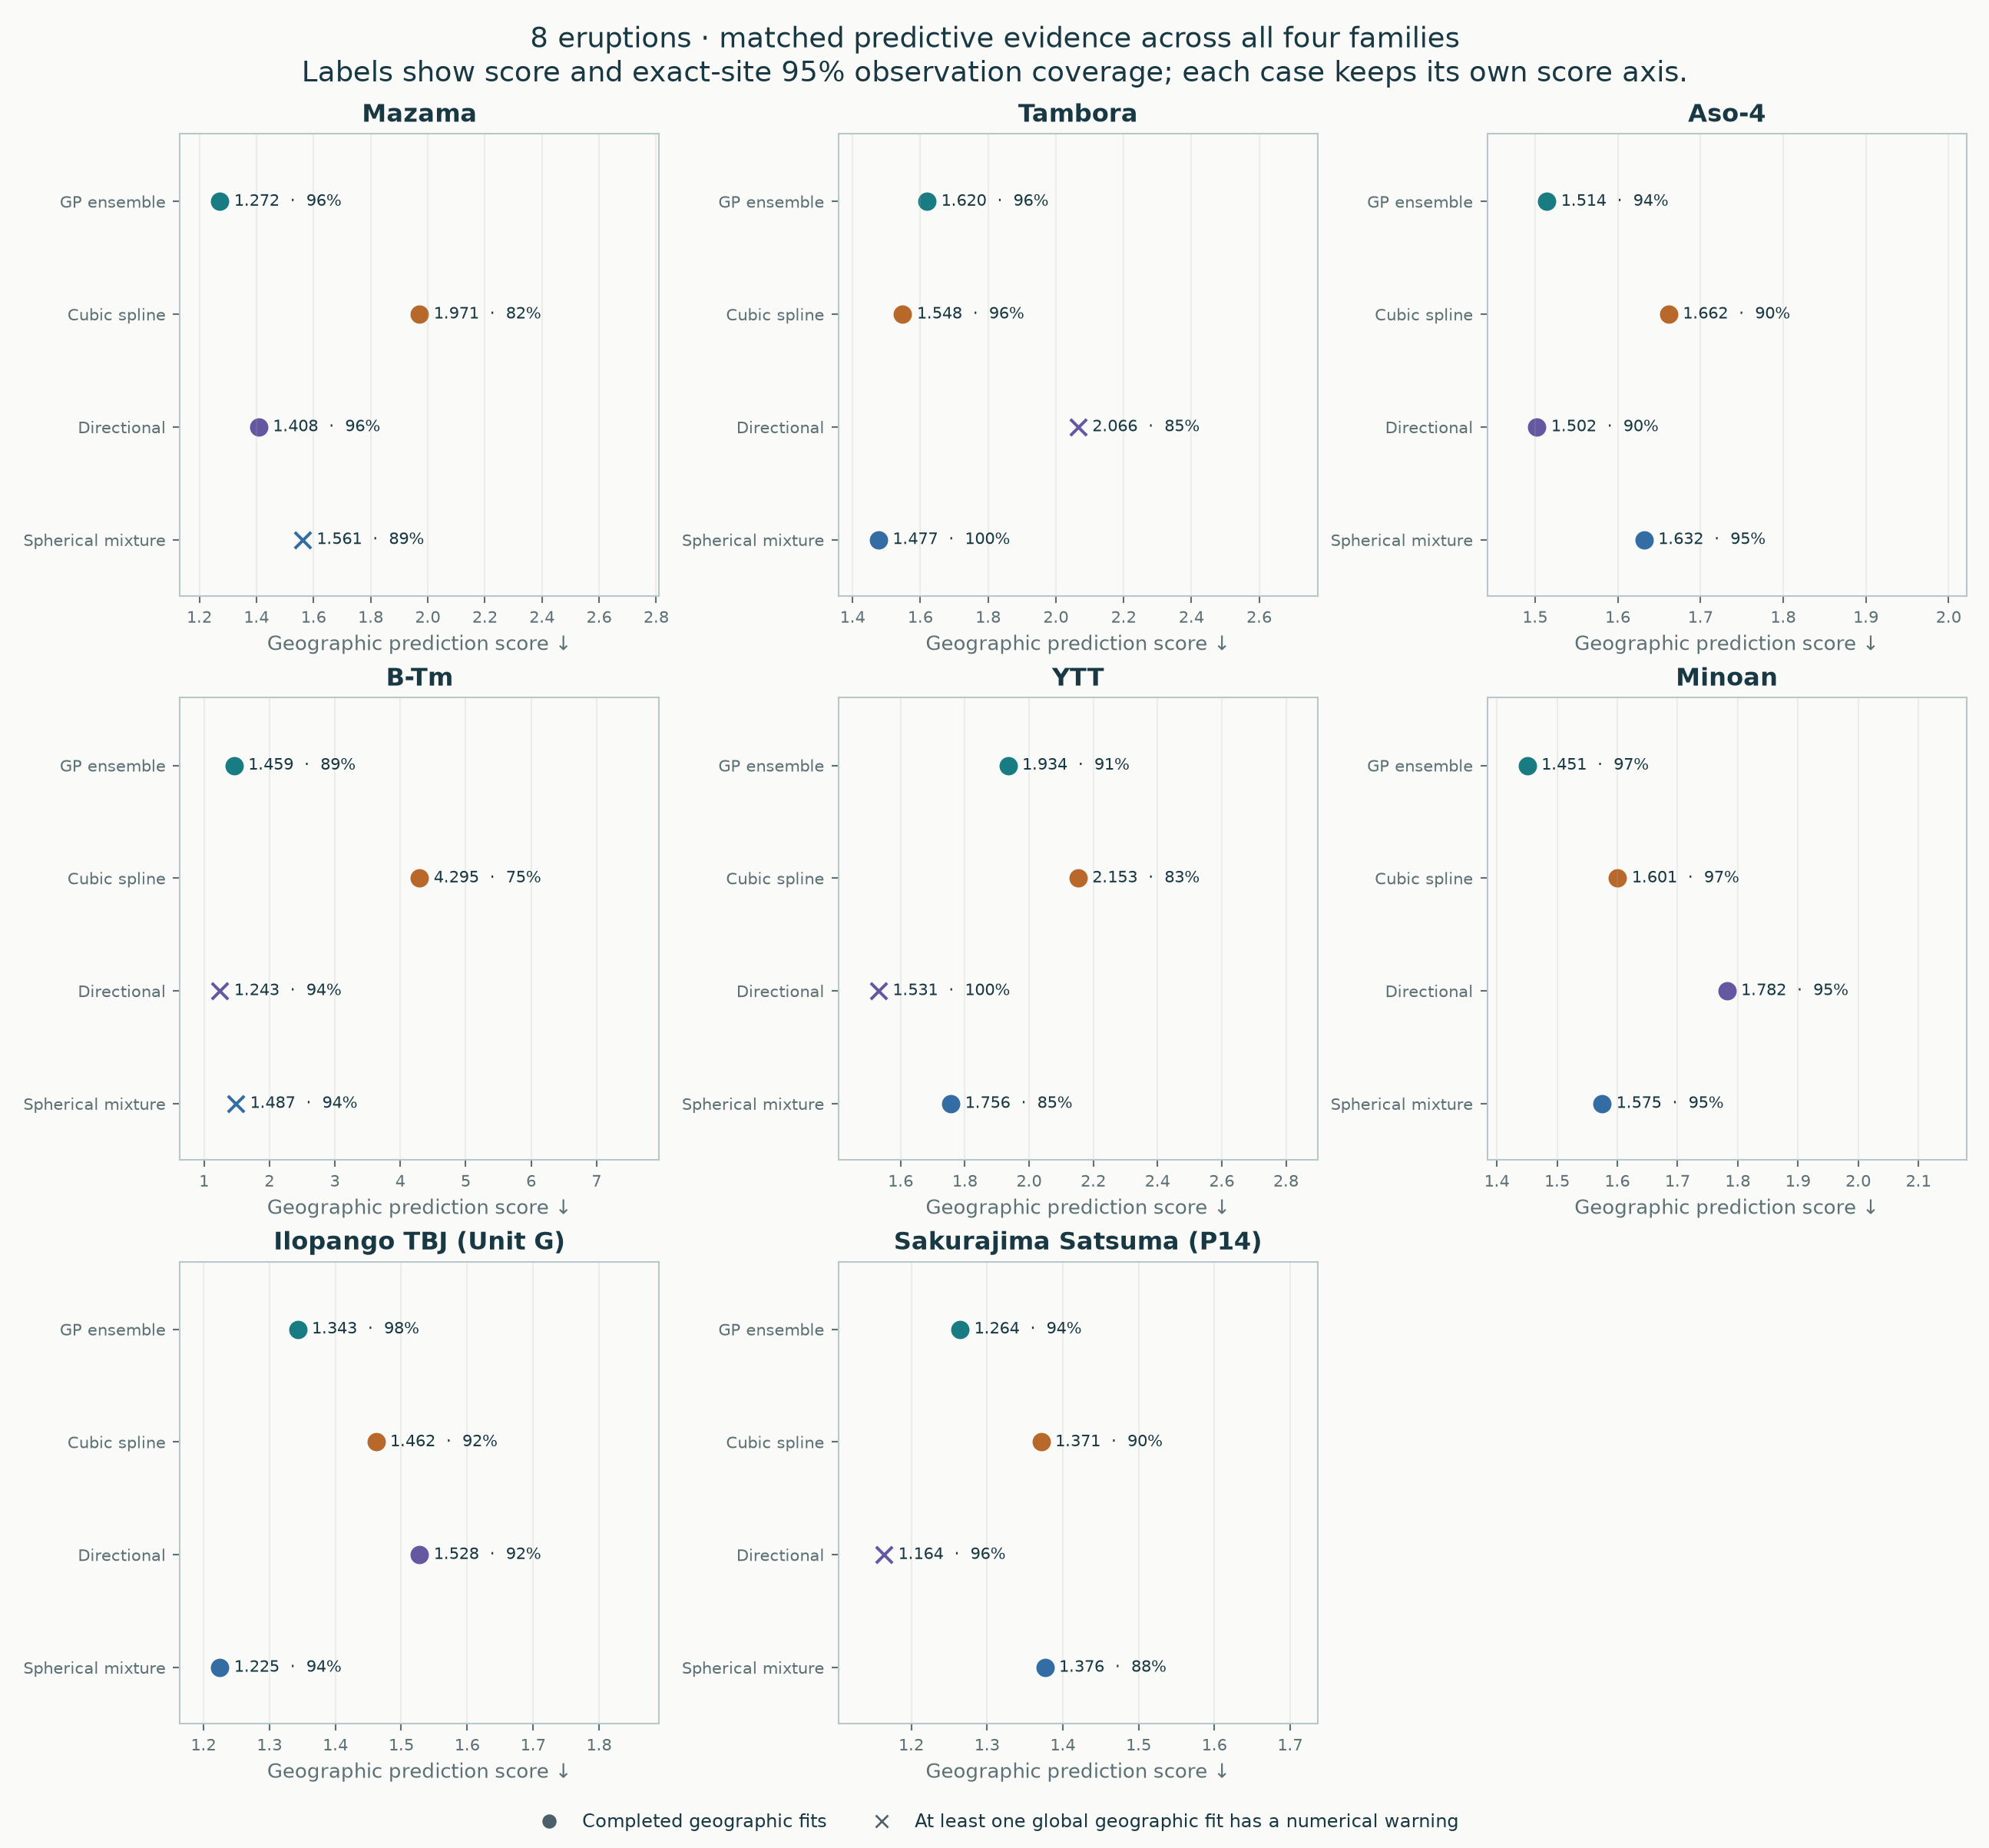 8 eruptions · matched predictive evidence across all four families
Labels show score and exact-site 95% observation coverage; each case keeps its own score axis.
Mazama
GP ensemble
1.272 · 96%
Cubic spline
1.971 · 82%
Directional
1.408 · 96%
Spherical mixture
1.561 · 89%
1.2 1.4 1.6 1.8 2.0 2.2 2.4 2.6 2.8
Geographic prediction score ↓
Tambora
GP ensemble
1.620 · 96%
Cubic spline
1.548 · 96%
Directional
2.066 · 85%
Spherical mixture
1.477 · 100%
1.4 1.6 1.8 2.0 2.2 2.4 2.6
Geographic prediction score ↓
Aso-4
GP ensemble
1.514 · 94%
Cubic spline
1.662 · 90%
Directional
1.502 · 90%
Spherical mixture
1.632 · 95%
1.5 1.6 1.7 1.8 1.9 2.0
Geographic prediction score ↓
B-Tm
GP ensemble
1.459 · 89%
Cubic spline
4.295 · 75%
Directional
1.243 · 94%
Spherical mixture
1.487 · 94%
1 2 3 4 5 6 7
Geographic prediction score ↓
YTT
GP ensemble
1.934 · 91%
Cubic spline
2.153 · 83%
Directional
1.531 · 100%
Spherical mixture
1.756 · 85%
1.6 1.8 2.0 2.2 2.4 2.6 2.8
Geographic prediction score ↓
Minoan
GP ensemble
1.451 · 97%
Cubic spline
1.601 · 97%
Directional
1.782 · 95%
Spherical mixture
1.575 · 95%
1.4 1.5 1.6 1.7 1.8 1.9 2.0 2.1
Geographic prediction score ↓
Ilopango TBJ (Unit G)
GP ensemble
1.343 · 98%
Cubic spline
1.462 · 92%
Directional
1.528 · 92%
Spherical mixture
1.225 · 94%
1.2 1.3 1.4 1.5 1.6 1.7 1.8
Geographic prediction score ↓
Sakurajima Satsuma (P14)
GP ensemble
1.264 · 94%
Cubic spline
1.371 · 90%
Directional
1.164 · 96%
Spherical mixture
1.376 · 88%
1.2 1.3 1.4 1.5 1.6 1.7
Geographic prediction score ↓
Completed geographic fits
At least one global geographic fit has a numerical warning